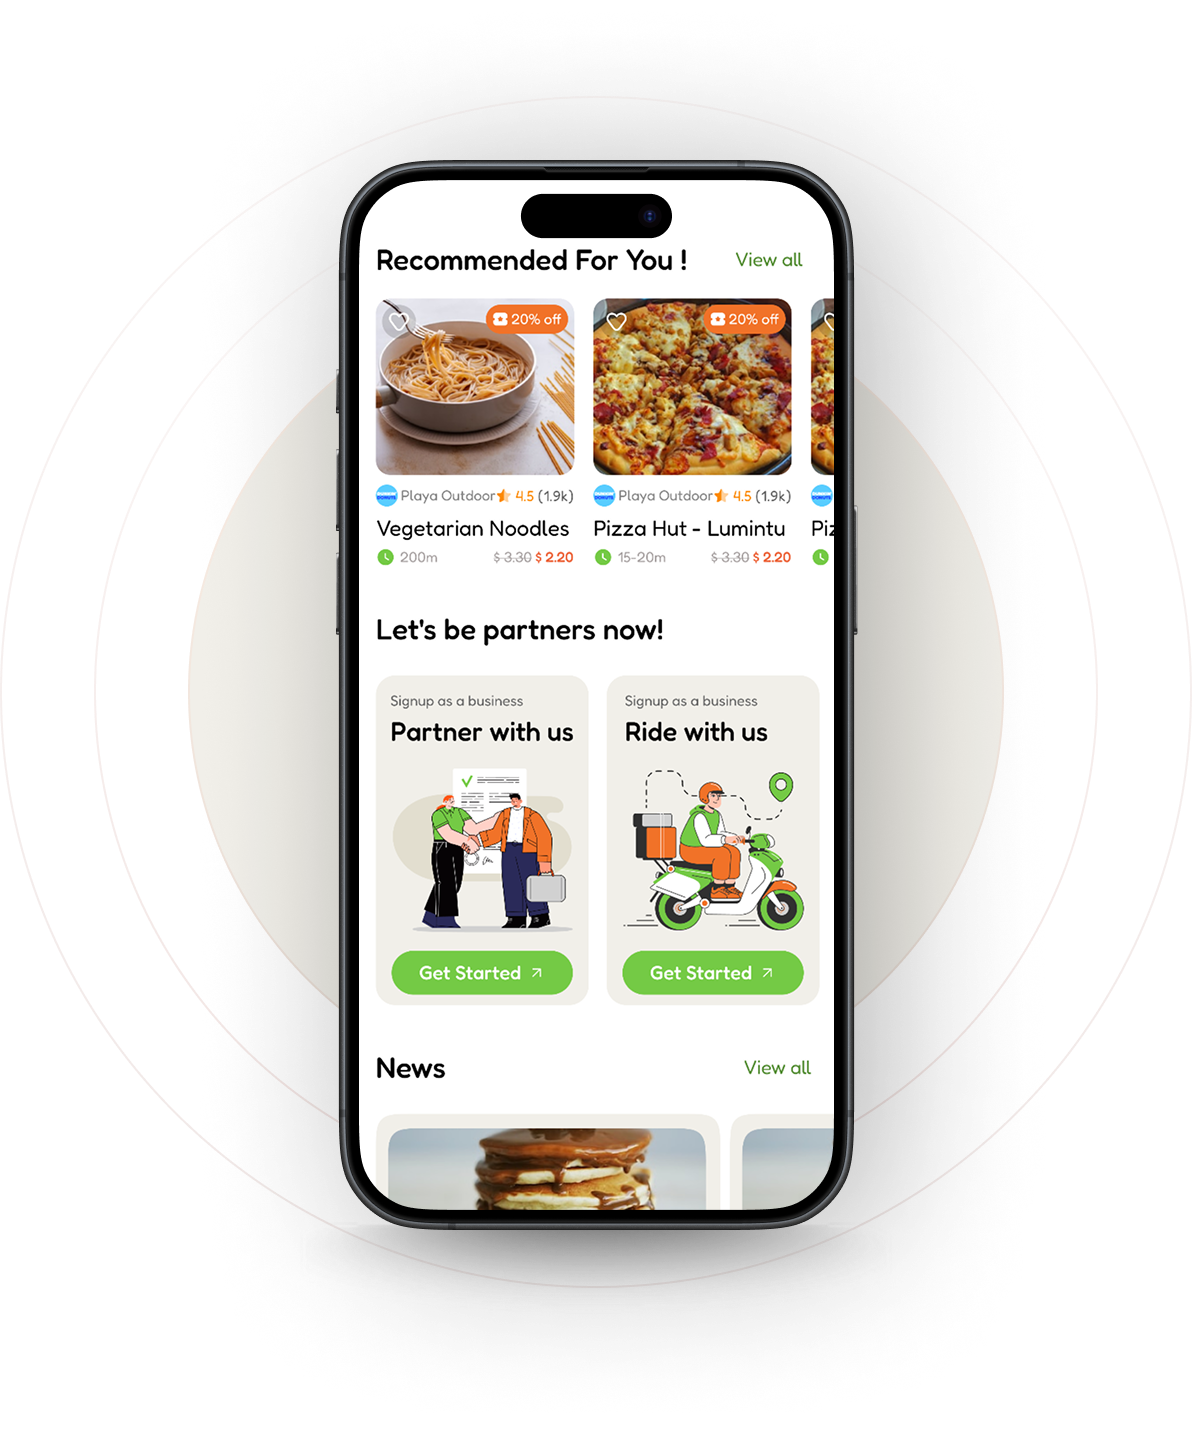 Recommended For You !
View all
20% off
20% off
Playa Outdoor 4.5 (1.9k)
Playa Outdoor 4.5 (1.9k)
Vegetarian Noodles
Pizza Hut - Lumintu
Piz
200m $ 3.30 $ 2.20
15-20m $ 3.30 $ 2.20
Let's be partners now!
Signup as a business
Partner with us
Get Started
Signup as a business
Ride with us
Get Started
News
View all